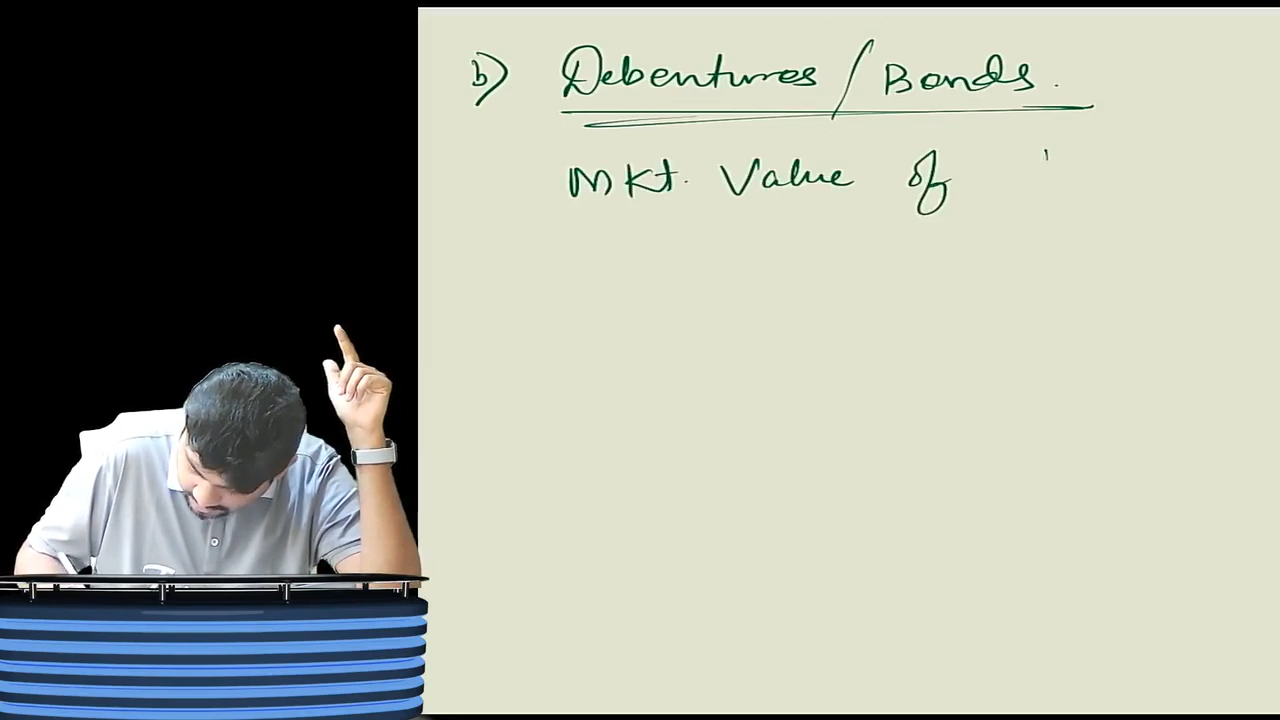 b) Debentures / Bonds.
Mkt. Value of